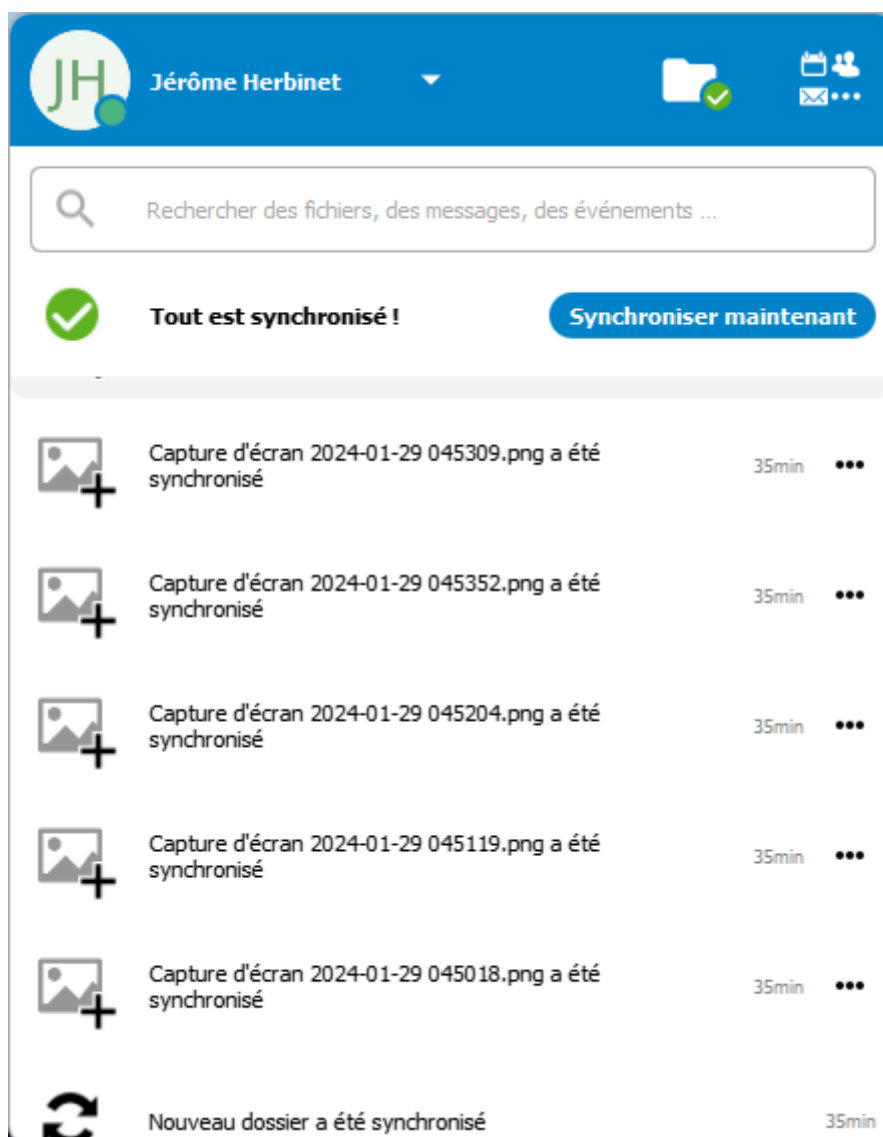 JH
Jérôme Herbinet
Rechercher des fichiers, des messages, des événements ...
Tout est synchronisé !
Synchroniser maintenant
Capture d'écran 2024-01-29 045309.png a été
synchronisé
35min
Capture d'écran 2024-01-29 045352.png a été
synchronisé
35min
Capture d'écran 2024-01-29 045204.png a été
synchronisé
35min
Capture d'écran 2024-01-29 045119.png a été
synchronisé
35min
Capture d'écran 2024-01-29 045018.png a été
synchronisé
35min
Nouveau dossier a été synchronisé
35min